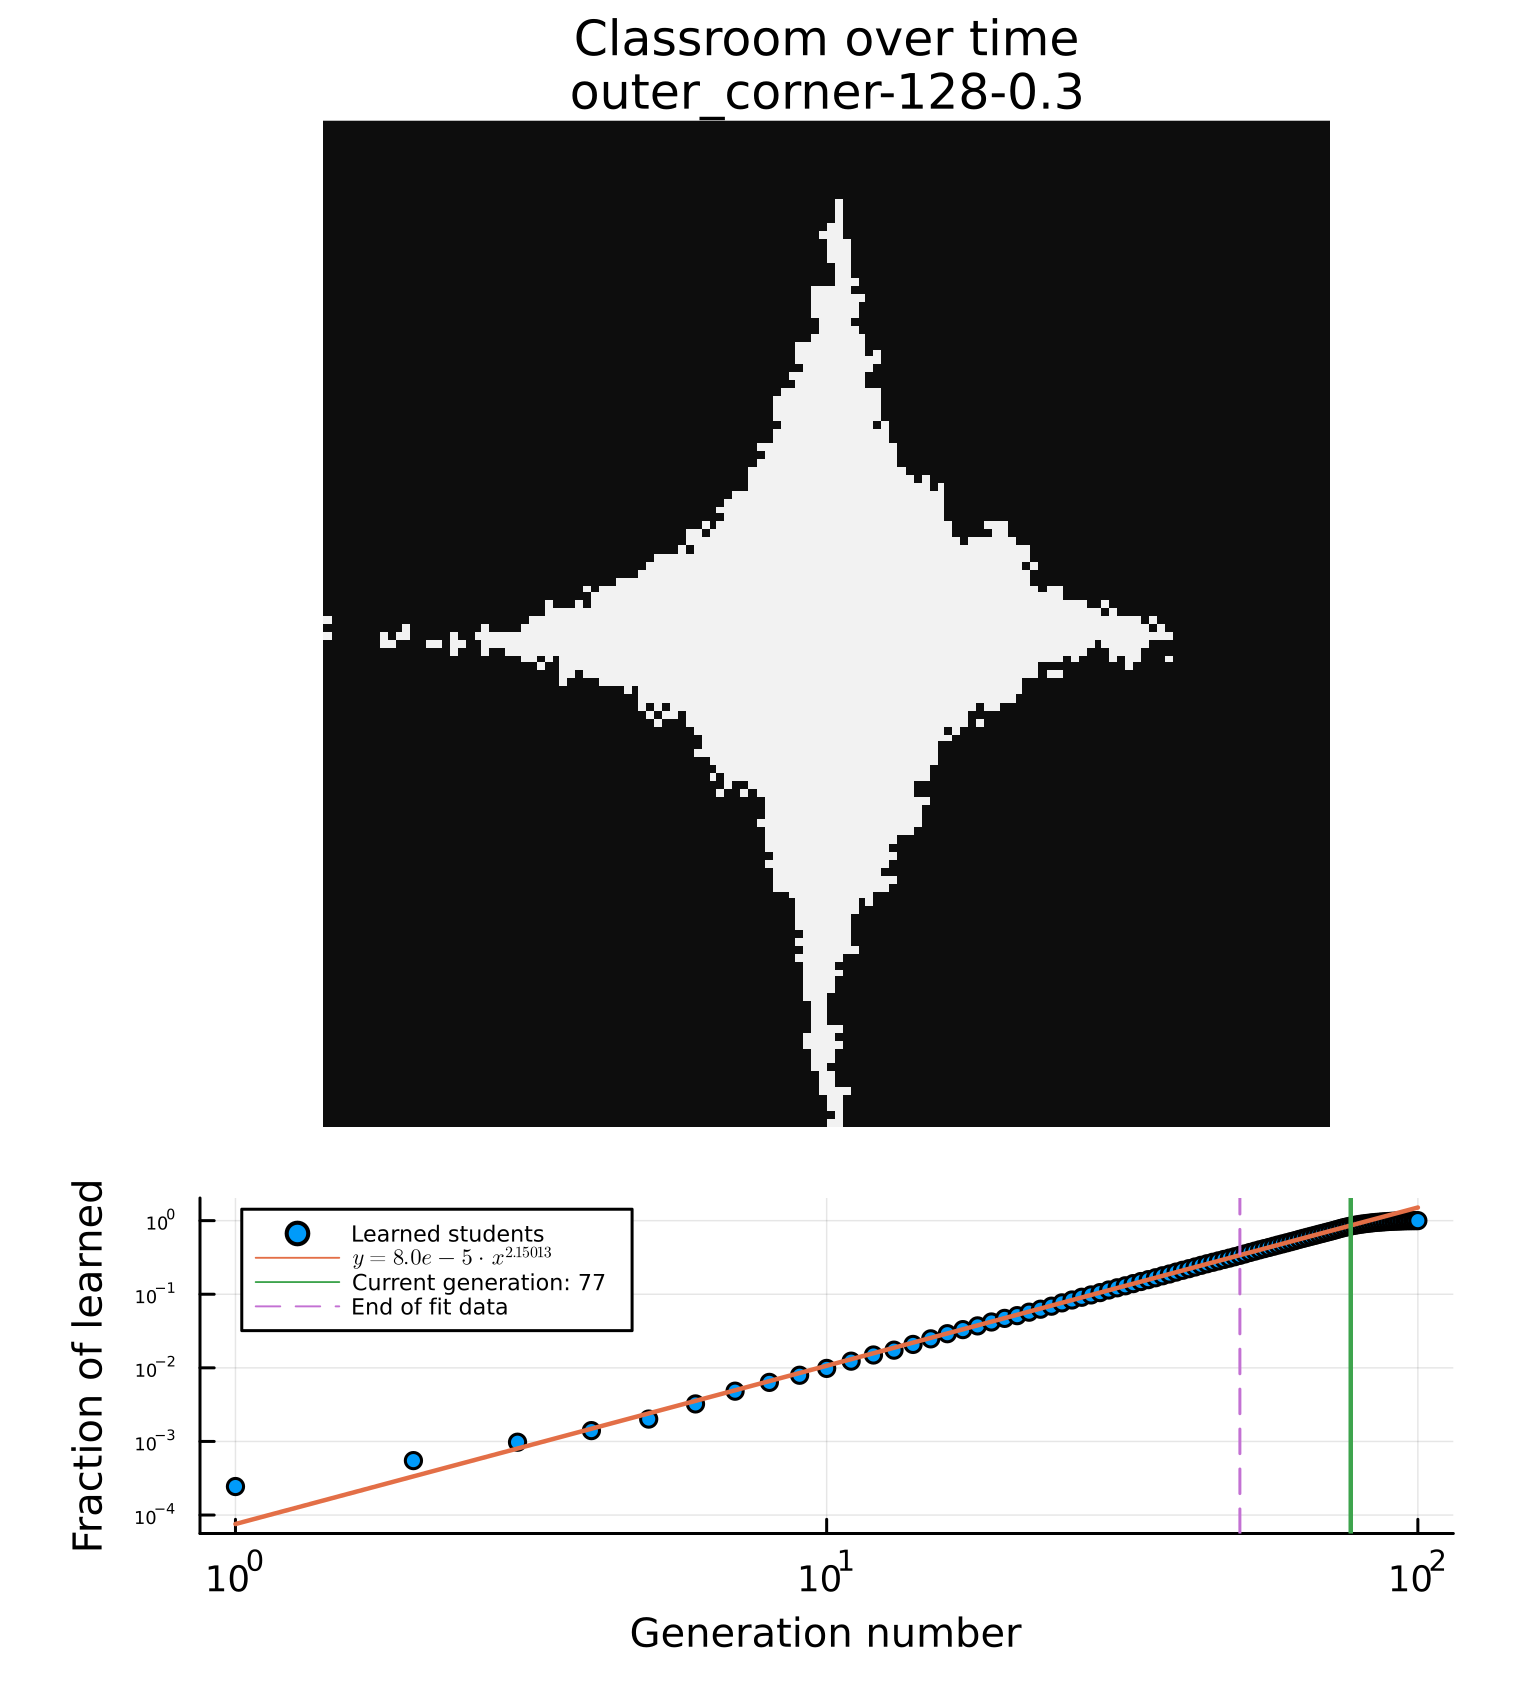 Classroom over time
outer_corner-128-0.3
Fraction of learned
10^0
10^-1
10^-2
10^-3
10^-4
Learned students
y = 8.0e − 5 · x^2.15013
Current generation: 77
End of fit data
10^0 10^1 10^2
Generation number